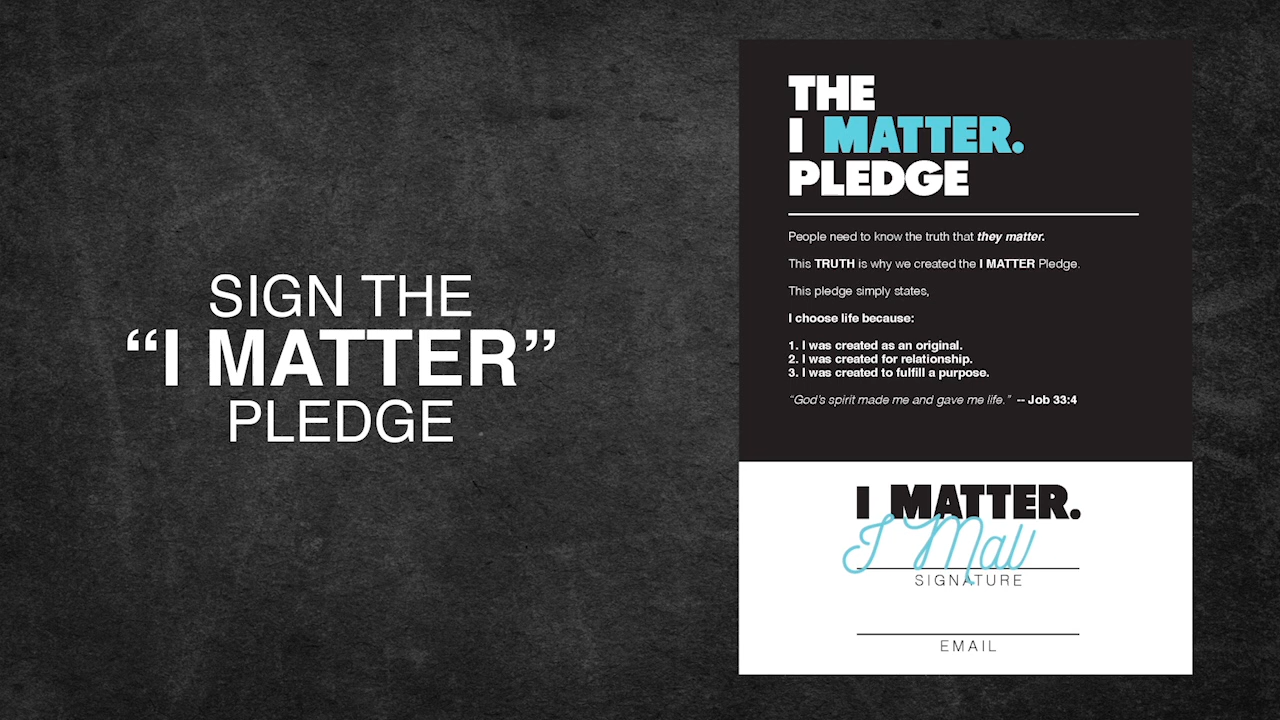 SIGN THE
“I MATTER”
PLEDGE
THE
I MATTER.
PLEDGE
People need to know the truth that they matter.
This TRUTH is why we created the I MATTER Pledge.
This pledge simply states,
I choose life because:
1. I was created as an original.
2. I was created for relationship.
3. I was created to fulfill a purpose.
“God’s spirit made me and gave me life.” -- Job 33:4
I MATTER.
I
SIGNATURE
EMAIL